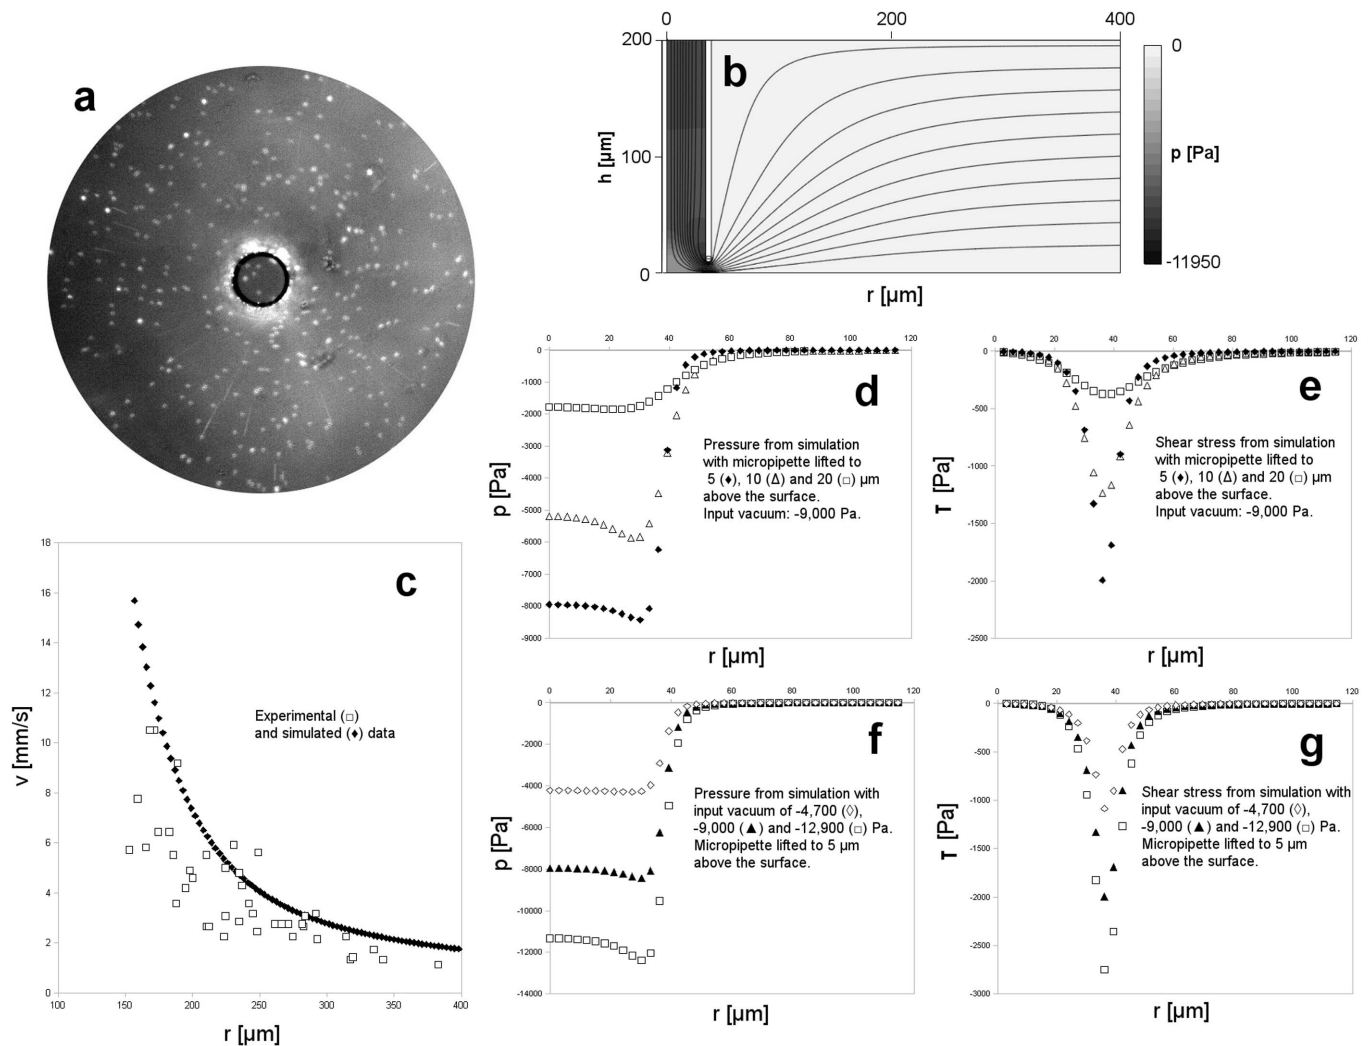 a
0
200
400
b
200
100
0
h [µm]
r [µm]
0
p [Pa]
-11950
c
18
16
14
12
10
8
6
4
2
0
100
150
200
250
300
350
400
v [mm/s]
r [µm]
Experimental (□)
and simulated (♦) data
d
0
20
40
60
80
100
120
0
-1000
-2000
-3000
-4000
-5000
-6000
-7000
-8000
-9000
p [Pa]
r [µm]
Pressure from simulation
with micropipette lifted to
5 (♦), 10 (Δ) and 20 (□) µm
above the surface.
Input vacuum: -9,000 Pa.
e
0
20
40
60
80
100
120
0
-500
-1000
-1500
-2000
-2500
T [Pa]
r [µm]
Shear stress from simulation
with micropipette lifted to
5 (♦), 10 (Δ) and 20 (□) µm
above the surface.
Input vacuum: -9,000 Pa.
f
0
20
40
60
80
100
120
0
-2000
-4000
-6000
-8000
-10000
-12000
-14000
p [Pa]
r [µm]
Pressure from simulation with
input vacuum of -4,700 (◊),
-9,000 (▲) and -12,900 (□) Pa.
Micropipette lifted to 5 µm
above the surface.
g
0
20
40
60
80
100
120
0
-500
-1000
-1500
-2000
-2500
-3000
T [Pa]
r [µm]
Shear stress from simulation with
input vacuum of -4,700 (◊),
-9,000 (▲) and -12,900 (□) Pa.
Micropipette lifted to 5 µm
above the surface.